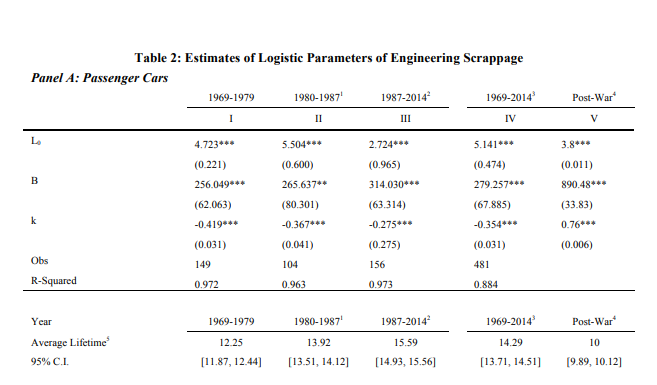 Table 2: Estimates of Logistic Parameters of Engineering Scrappage
Panel A: Passenger Cars
1969-1979 1980-1987¹ 1987-2014² 1969-2014³ Post-War⁴
I II III IV V
L₀ 4.723*** 5.504*** 2.724*** 5.141*** 3.8***
(0.221) (0.600) (0.965) (0.474) (0.011)
B 256.049*** 265.637** 314.030*** 279.257*** 890.48***
(62.063) (80.301) (63.314) (67.885) (33.83)
k -0.419*** -0.367*** -0.275*** -0.354*** 0.76***
(0.031) (0.041) (0.275) (0.031) (0.006)
Obs 149 104 156 481
R-Squared 0.972 0.963 0.973 0.884
Year 1969-1979 1980-1987¹ 1987-2014² 1969-2014³ Post-War⁴
Average Lifetime⁵ 12.25 13.92 15.59 14.29 10
95% C.I. [11.87, 12.44] [13.51, 14.12] [14.93, 15.56] [13.71, 14.51] [9.89, 10.12]